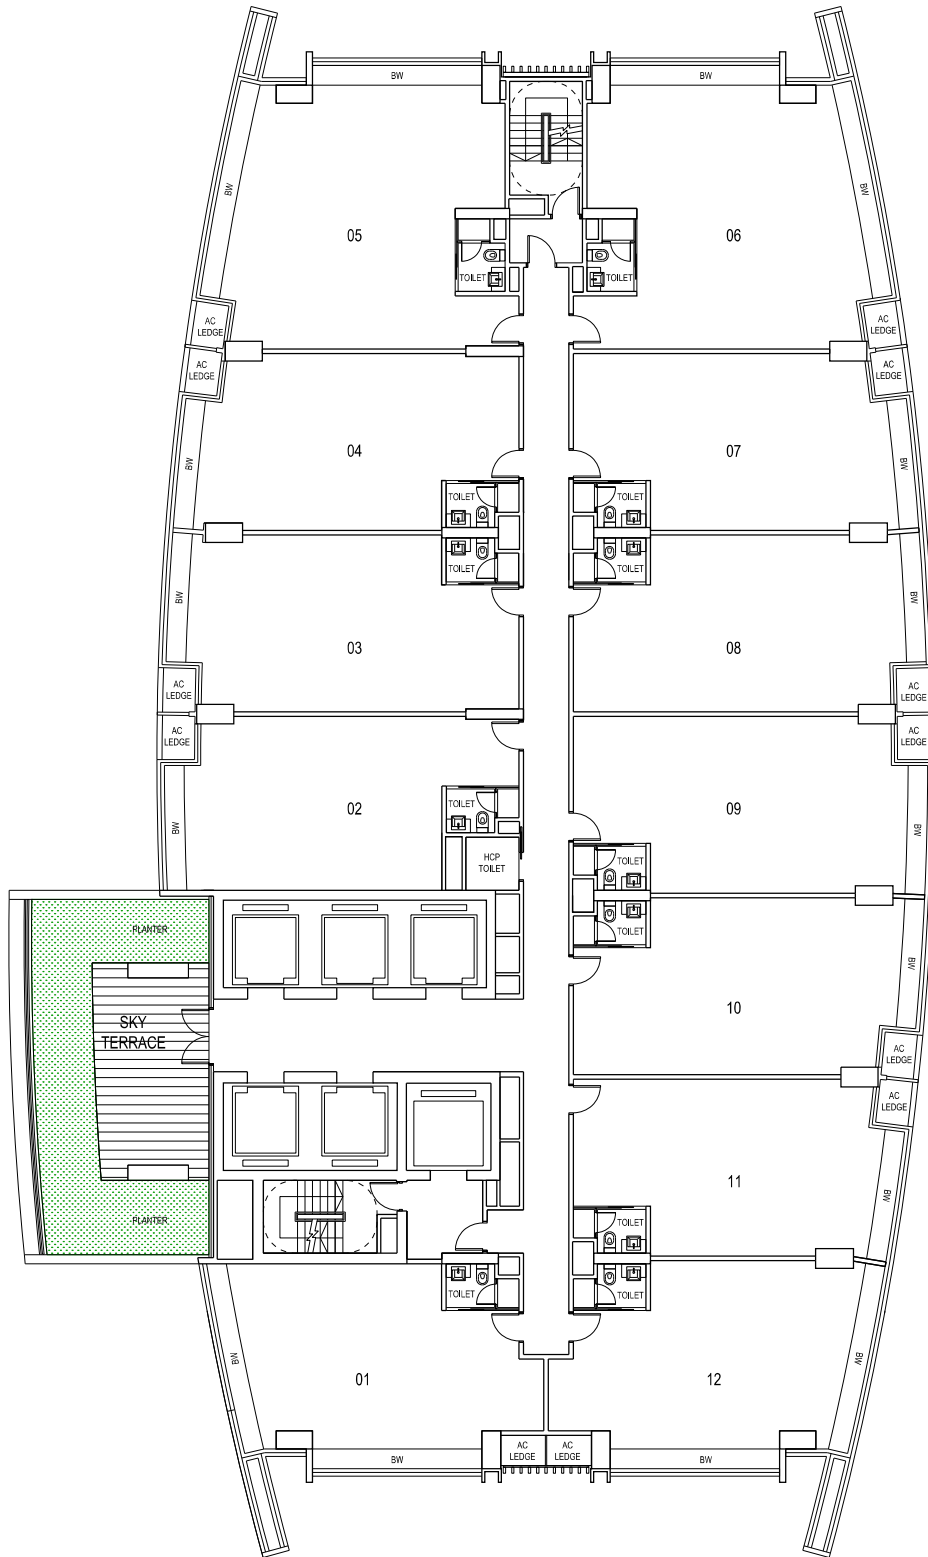 BW
BW
BW
BW
05
06
TOILET
TOILET
AC
LEDGE
AC
LEDGE
AC
LEDGE
AC
LEDGE
04
07
BW
BW
TOILET
TOILET
TOILET
TOILET
BW
BW
03
08
AC
LEDGE
AC
LEDGE
AC
LEDGE
AC
LEDGE
02
09
TOILET
BW
BW
HCP
TOILET
TOILET
TOILET
PLANTER
BW
SKY
TERRACE
10
AC
LEDGE
AC
LEDGE
11
BW
PLANTER
TOILET
TOILET
TOILET
BW
BW
01
12
AC
LEDGE
AC
LEDGE
BW
BW